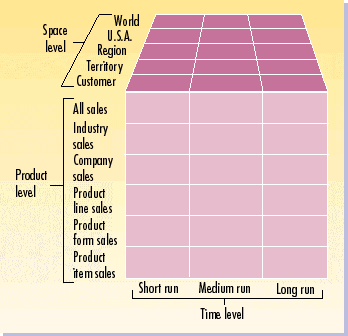 Space
level
World
U.S.A.
Region
Territory
Customer
Product
level
All sales
Industry
sales
Company
sales
Product
line sales
Product
form sales
Product
item sales
Short run
Medium run
Long run
Time level